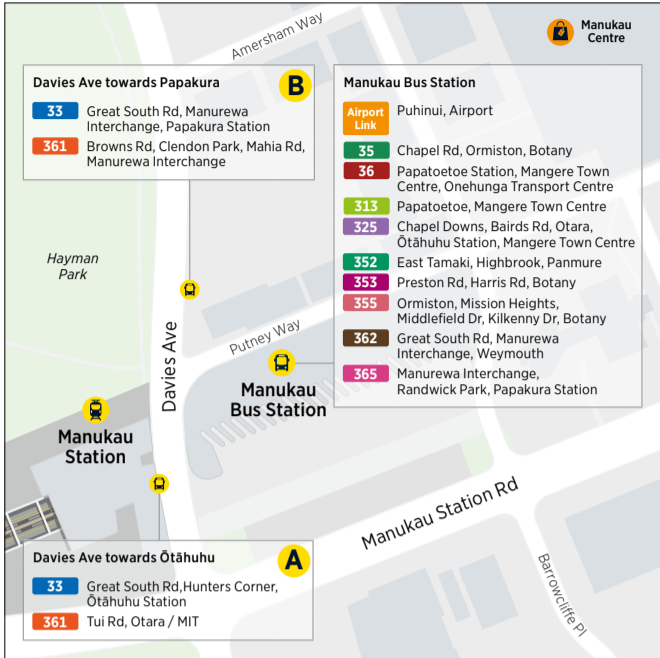 Amersham Way
Manukau
Centre
Davies Ave towards Papakura
B
33 Great South Rd, Manurewa
Interchange, Papakura Station
361 Browns Rd, Clendon Park, Mahia Rd,
Manurewa Interchange
Manukau Bus Station
Airport
Link
Puhinui, Airport
35 Chapel Rd, Ormiston, Botany
36 Papatoetoe Station, Mangere Town
Centre, Onehunga Transport Centre
313 Papatoetoe, Mangere Town Centre
325 Chapel Downs, Bairds Rd, Otara,
Ōtāhuhu Station, Mangere Town Centre
352 East Tamaki, Highbrook, Panmure
353 Preston Rd, Harris Rd, Botany
355 Ormiston, Mission Heights,
Middlefield Dr, Kilkenny Dr, Botany
362 Great South Rd, Manurewa
Interchange, Weymouth
365 Manurewa Interchange,
Randwick Park, Papakura Station
Hayman
Park
Davies Ave
Putney Way
Manukau
Bus Station
Manukau
Station
Manukau Station Rd
Barrowcliffe Pl
Davies Ave towards Ōtāhuhu
A
33 Great South Rd,Hunters Corner,
Ōtāhuhu Station
361 Tui Rd, Otara / MIT